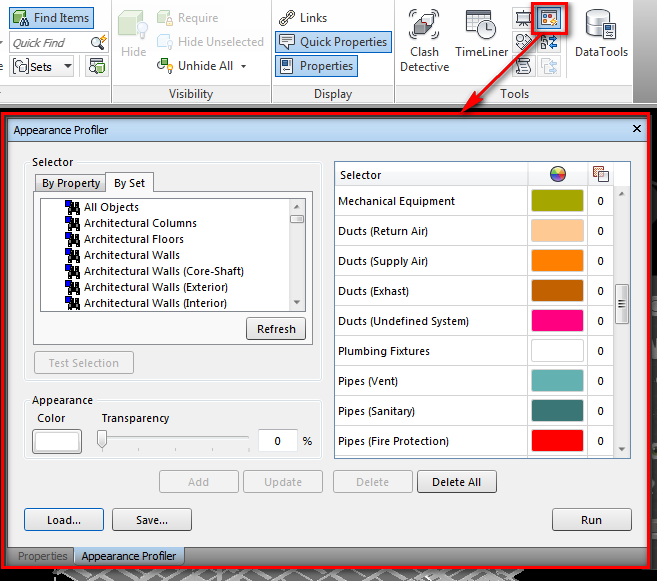 Find Items
Quick Find
Sets
Hide
Require
Hide Unselected
Unhide All
Visibility
Links
Quick Properties
Properties
Display
Clash Detective
TimeLiner
DataTools
Tools
Appearance Profiler
Selector
By Property
By Set
All Objects
Architectural Columns
Architectural Floors
Architectural Walls
Architectural Walls (Core-Shaft)
Architectural Walls (Exterior)
Architectural Walls (Interior)
Refresh
Test Selection
Appearance
Color
Transparency
0 %
Selector
Mechanical Equipment 0
Ducts (Return Air) 0
Ducts (Supply Air) 0
Ducts (Exhast) 0
Ducts (Undefined System) 0
Plumbing Fixtures 0
Pipes (Vent) 0
Pipes (Sanitary) 0
Pipes (Fire Protection) 0
Add
Update
Delete
Delete All
Load...
Save...
Run
Properties
Appearance Profiler